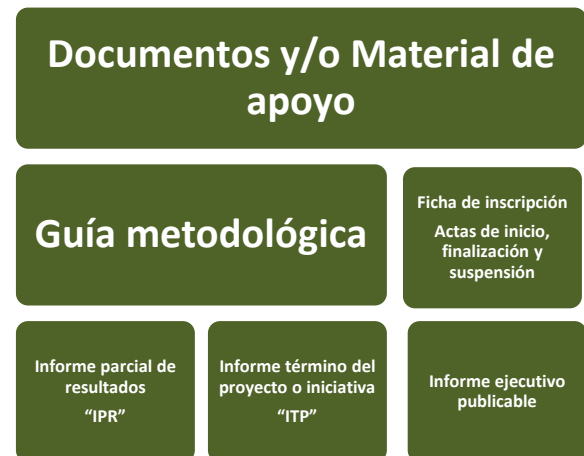 Documentos y/o Material de
apoyo
Guía metodológica
Ficha de inscripción
Actas de inicio,
finalización y
suspensión
Informe parcial de
resultados
“IPR”
Informe término del
proyecto o iniciativa
“ITP”
Informe ejecutivo
publicable